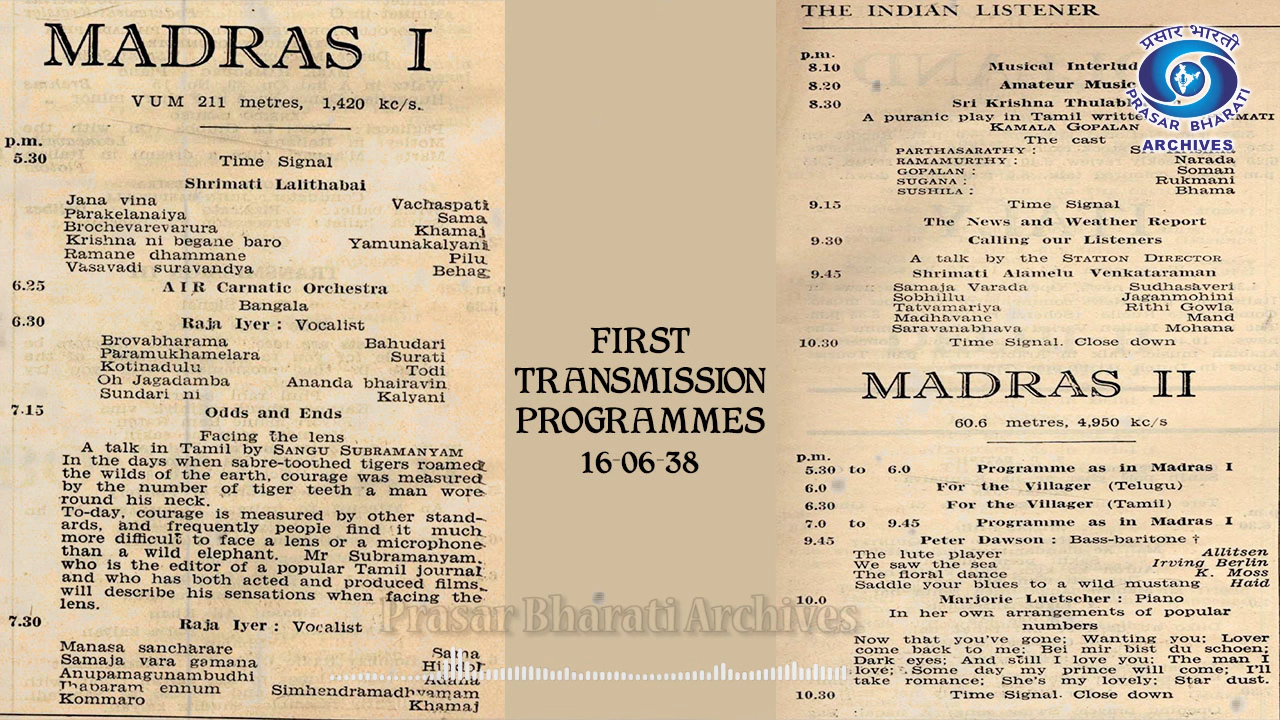 MADRAS I
VUM 211 metres, 1,420 kc/s.
p.m.
5.30 Time Signal
Shrimati Lalithabai
Jana vina Vachaspati
Parakelanaiya Sama
Brochevarevarura Khamaj
Krishna ni begane baro Yamunakalyani
Ramane dhammane Pilu
Vasavadi suravandya Behag
6.25 AIR Carnatic Orchestra
Bangala
6.30 Raja Iyer : Vocalist
Brovabharama Bahudari
Paramukhamelara Surati
Kotinadulu Todi
Oh Jagadamba Ananda bhairavin
Sundari ni Kalyani
7.15 Odds and Ends
Facing the lens
A talk in Tamil by SANGU SUBRAMANYAM
In the days when sabre-toothed tigers roamed
the wilds of the earth, courage was measured
by the number of tiger teeth a man wore
round his neck.
To-day, courage is measured by other stand-
ards, and frequently people find it much
more difficult to face a lens or a microphone
than a wild elephant. Mr Subramanyam,
who is the editor of a popular Tamil journal
and who has both acted and produced films,
will describe his sensations when facing the
lens.
7.30 Raja Iyer : Vocalist
Manasa sancharare Sama
Samaja vara gamana
Anupamagunambudhi
ennum Simhendramadhyamam
Kommaro Khamaj
FIRST
TRANSMISSION
PROGRAMMES
16-06-38
THE INDIAN LISTENER
p.m.
8.10 Musical Interlud
8.20 Amateur Music
8.30 Sri Krishna Thulabh
A puranic play in Tamil writte MATI
KAMALA GOPALAN
The cast
PARTHASARATHY : S
RAMAMURTHY : Narada
GOPALAN : Soman
SUGANA : Rukmani
SUSHILA : Bhama
9.15 Time Signal
The News and Weather Report
9.30 Calling our Listeners
A talk by the STATION DIRECTOR
9.45 Shrimati Alamelu Venkataraman
Samaja Varada Sudhasaveri
Sobhillu Jaganmohini
Tatvamariya Rithi Gowla
Madhavane Mand
Saravanabhava Mohana
10.30 Time Signal. Close down
MADRAS II
60.6 metres, 4,950 kc/s
p.m.
5.30 to 6.0 Programme as in Madras I
6.0 For the Villager (Telugu)
6.30 For the Villager (Tamil)
7.0 to 9.45 Programme as in Madras I
9.45 Peter Dawson : Bass-baritone †
The lute player Allitsen
We saw the sea Irving Berlin
The floral dance K. Moss
Saddle your blues to a wild mustang Haid
10.0 Marjorie Luetscher : Piano
In her own arrangements of popular
numbers
Now that you've gone; Wanting you; Lover
come back to me; Bei mir bist du schoen;
Dark eyes; And still I love you; The man I
love; Some day my prince will come; I'll
take romance; She's my lovely; Star dust.
10.30 Time Signal. Close down
प्रसार भारती
PRASAR BHARATI
ARCHIVES
Prasar Bharati Archives